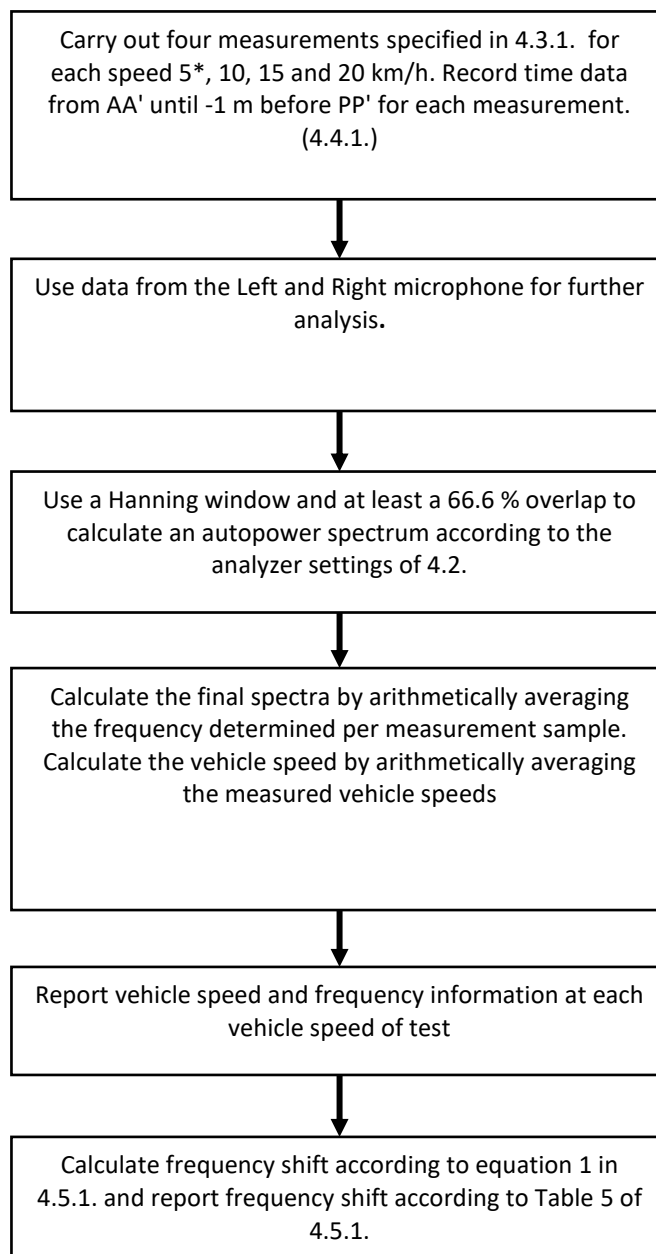 Carry out four measurements specified in 4.3.1.  for
each speed 5*, 10, 15 and 20 km/h. Record time data
from AA' until -1 m before PP' for each measurement.
(4.4.1.)
Use data from the Left and Right microphone for further
analysis.
Use a Hanning window and at least a 66.6 % overlap to
calculate an autopower spectrum according to the
analyzer settings of 4.2.
Calculate the final spectra by arithmetically averaging
the frequency determined per measurement sample.
Calculate the vehicle speed by arithmetically averaging
the measured vehicle speeds
Report vehicle speed and frequency information at each
vehicle speed of test
Calculate frequency shift according to equation 1 in
4.5.1. and report frequency shift according to Table 5 of
4.5.1.